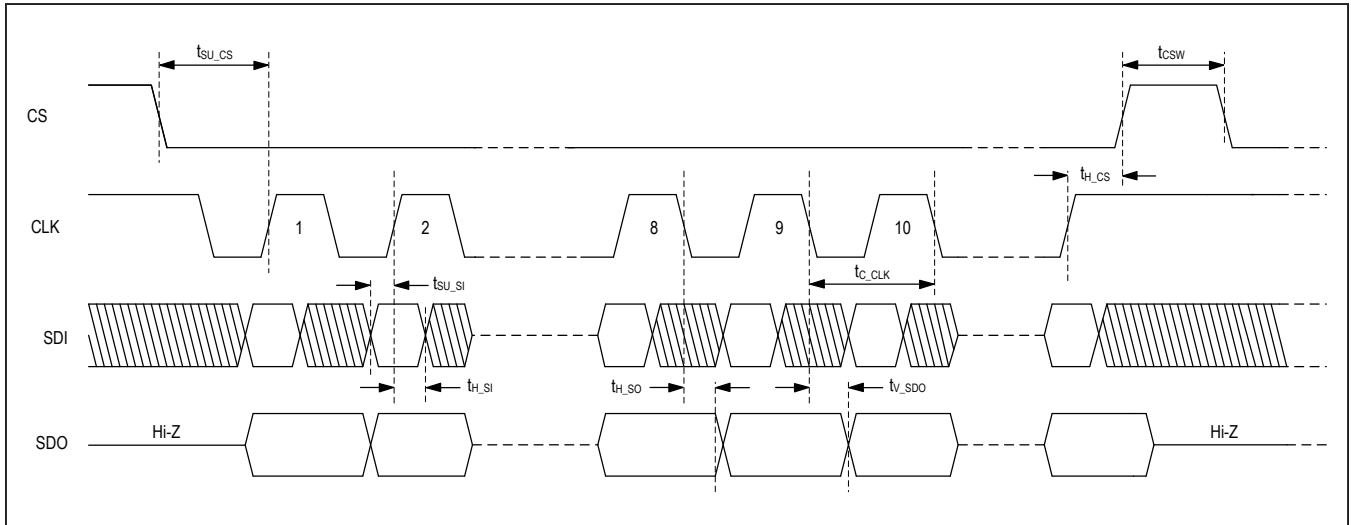 tSU_CS
tCSW
CS
tH_CS
CLK
1
2
8
9
10
tSU_SI
tC_CLK
SDI
tH_SI
tH_SO
tV_SDO
SDO
Hi-Z
Hi-Z